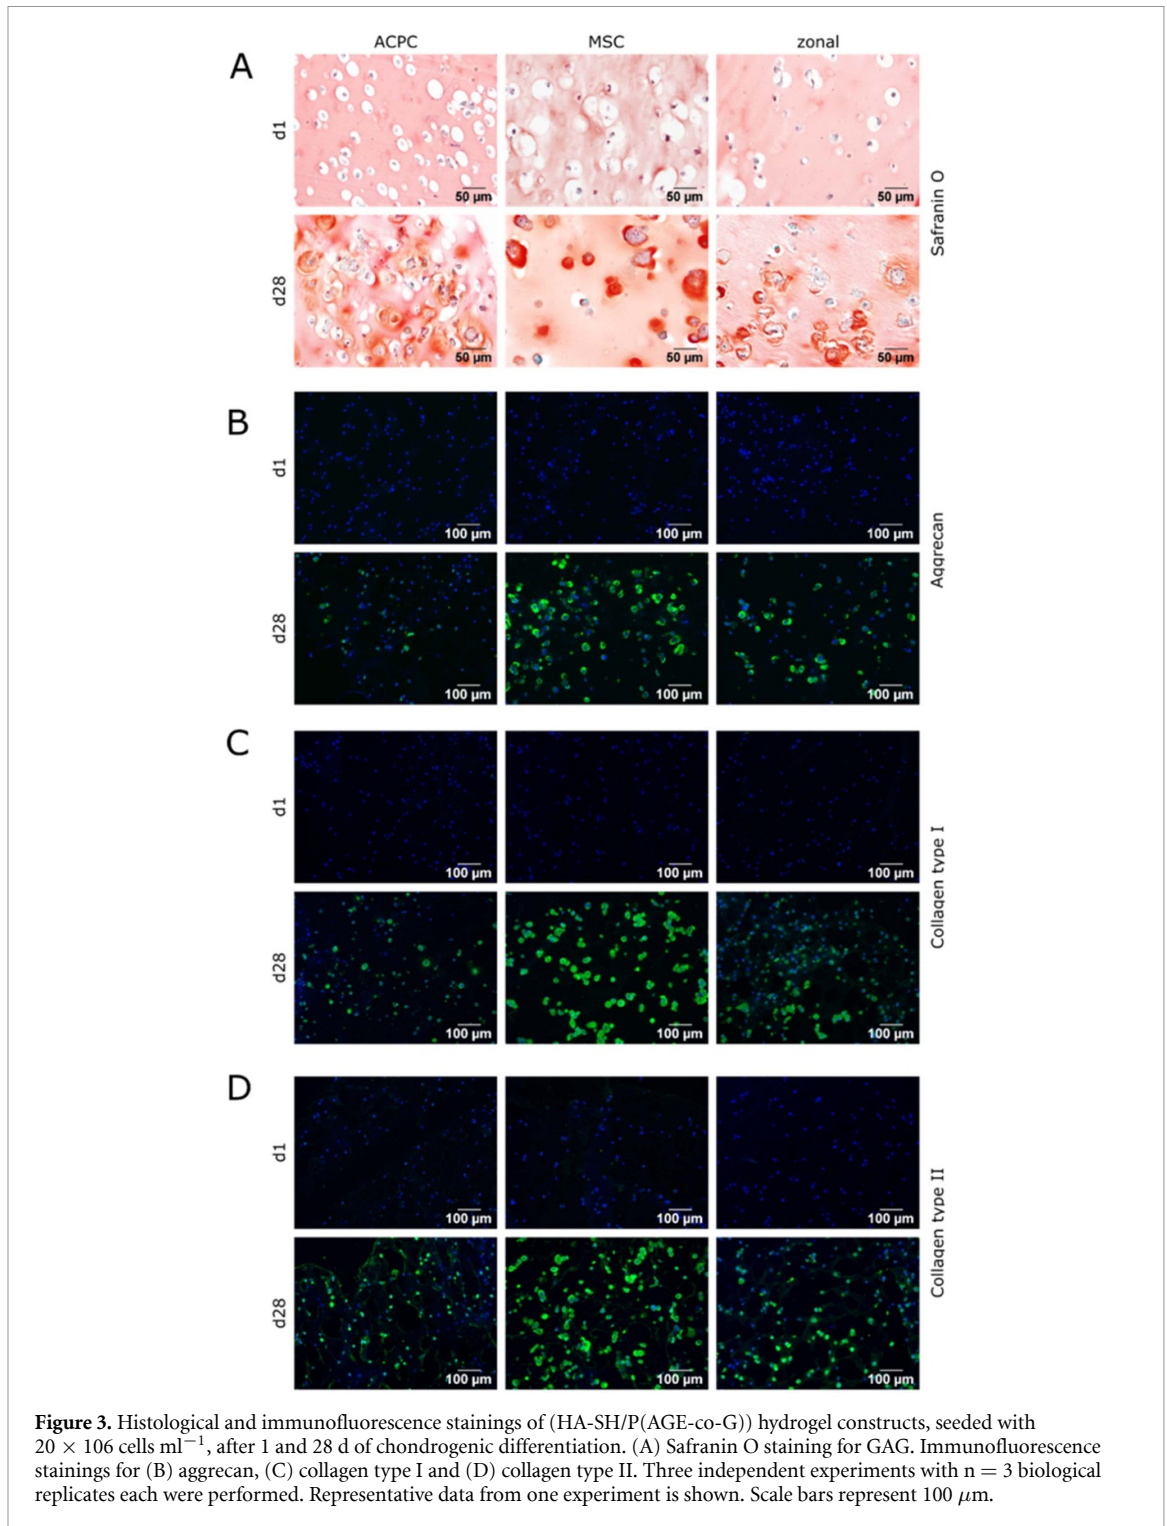 ACPC MSC zonal
A
d1
50 µm 50 µm 50 µm
Safranin O
d28
50 µm 50 µm 50 µm
B
d1
100 µm 100 µm 100 µm
Aggrecan
d28
100 µm 100 µm 100 µm
C
d1
100 µm 100 µm 100 µm
Collagen type I
d28
100 µm 100 µm 100 µm
D
d1
100 µm 100 µm 100 µm
Collagen type II
d28
100 µm 100 µm 100 µm
Figure 3. Histological and immunofluorescence stainings of (HA-SH/P(AGE-co-G)) hydrogel constructs, seeded with
20 × 106 cells ml⁻¹, after 1 and 28 d of chondrogenic differentiation. (A) Safranin O staining for GAG. Immunofluorescence
stainings for (B) aggrecan, (C) collagen type I and (D) collagen type II. Three independent experiments with n = 3 biological
replicates each were performed. Representative data from one experiment is shown. Scale bars represent 100 µm.